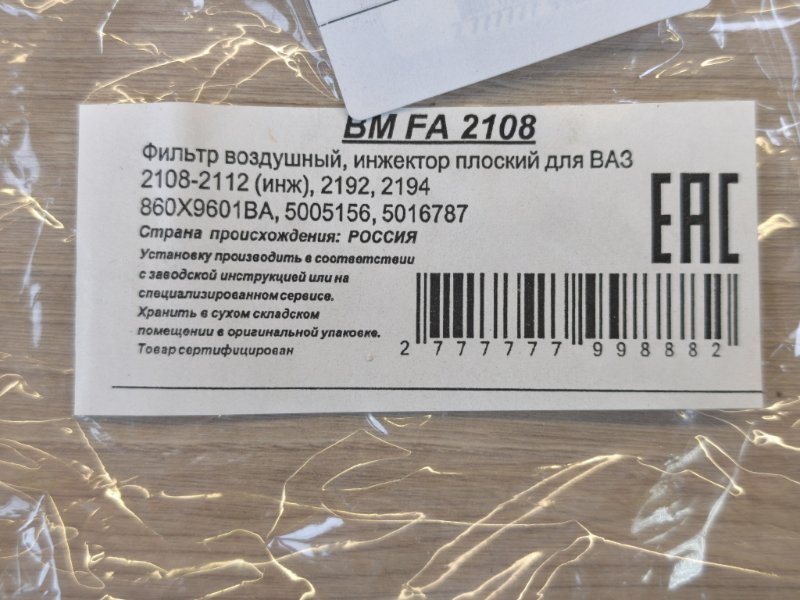 BM FA 2108
Фильтр воздушный, инжектор плоский для ВАЗ
2108-2112 (инж), 2192, 2194
860X9601BA, 5005156, 5016787
Страна происхождения: РОССИЯ
Установку производить в соответствии
с заводской инструкцией или на
специализированном сервисе.
Хранить в сухом складском
помещении в оригинальной упаковке.
Товар сертифицирован
EAC
2 777777 998882